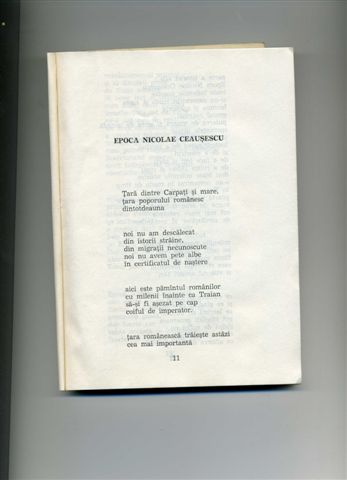 EPOCA NICOLAE CEAUȘESCU
Țară dintre Carpați și mare,
țara poporului românesc
dintotdeauna
noi nu am descălecat
din istorii străine,
din migrații necunoscute
noi nu avem pete albe
în certificatul de naștere
aici este pămîntul românilor
cu milenii înainte ca Traian
să-și fi așezat pe cap
coiful de imperator.
țara românească trăiește astăzi
cea mai importantă
11